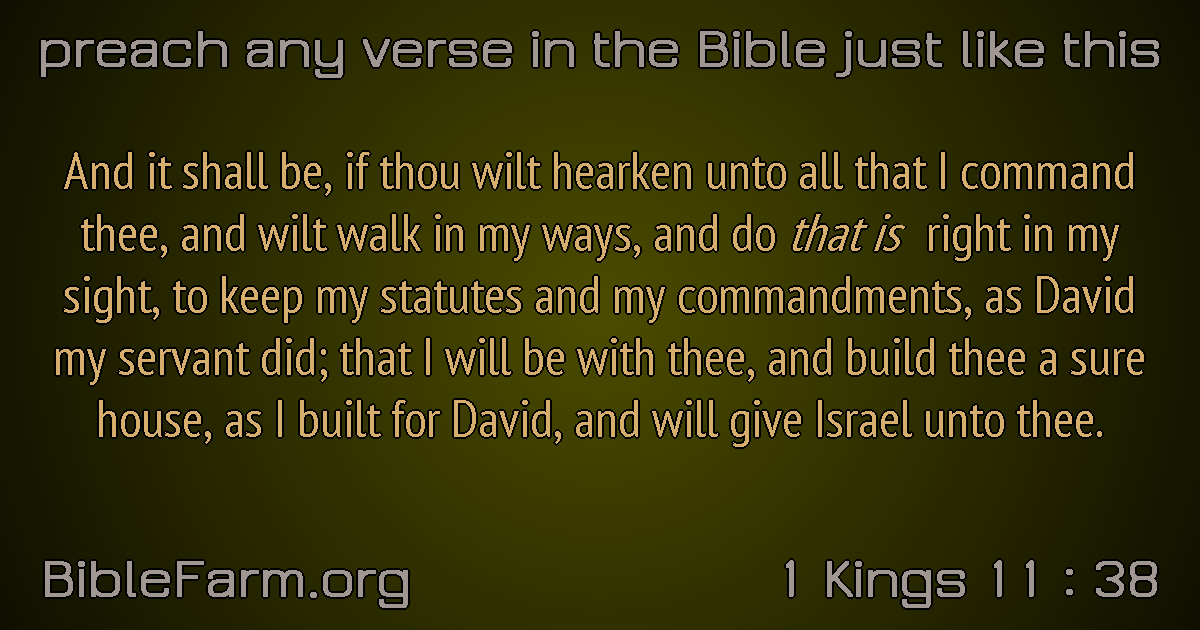 preach any verse in the Bible just like this
And it shall be, if thou wilt hearken unto all that I command
thee, and wilt walk in my ways, and do that is right in my
sight, to keep my statutes and my commandments, as David
my servant did; that I will be with thee, and build thee a sure
house, as I built for David, and will give Israel unto thee.
BibleFarm.org
1 Kings 11 : 38